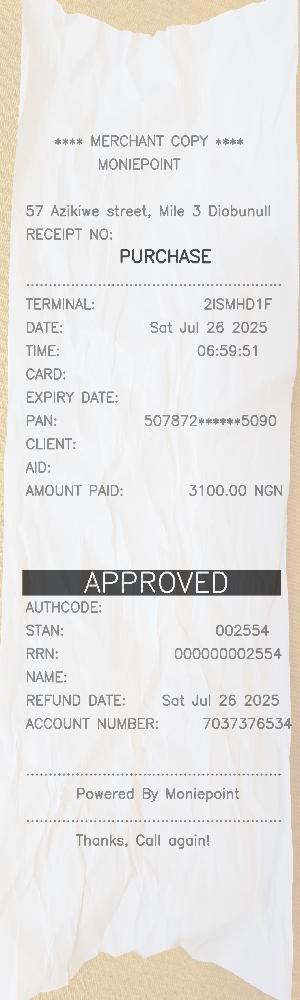 **** MERCHANT COPY ****
MONIEPOINT
57 Azikiwe street, Mile 3 Diobunull
RECEIPT NO:
PURCHASE
TERMINAL: 2ISMHD1F
DATE: Sat Jul 26 2025
TIME: 06:59:51
CARD:
EXPIRY DATE:
PAN: 507872******5090
CLIENT:
AID:
AMOUNT PAID: 3100.00 NGN
APPROVED
AUTHCODE:
STAN: 002554
RRN: 000000002554
NAME:
REFUND DATE: Sat Jul 26 2025
ACCOUNT NUMBER: 7037376534
Powered By Moniepoint
Thanks, Call again!